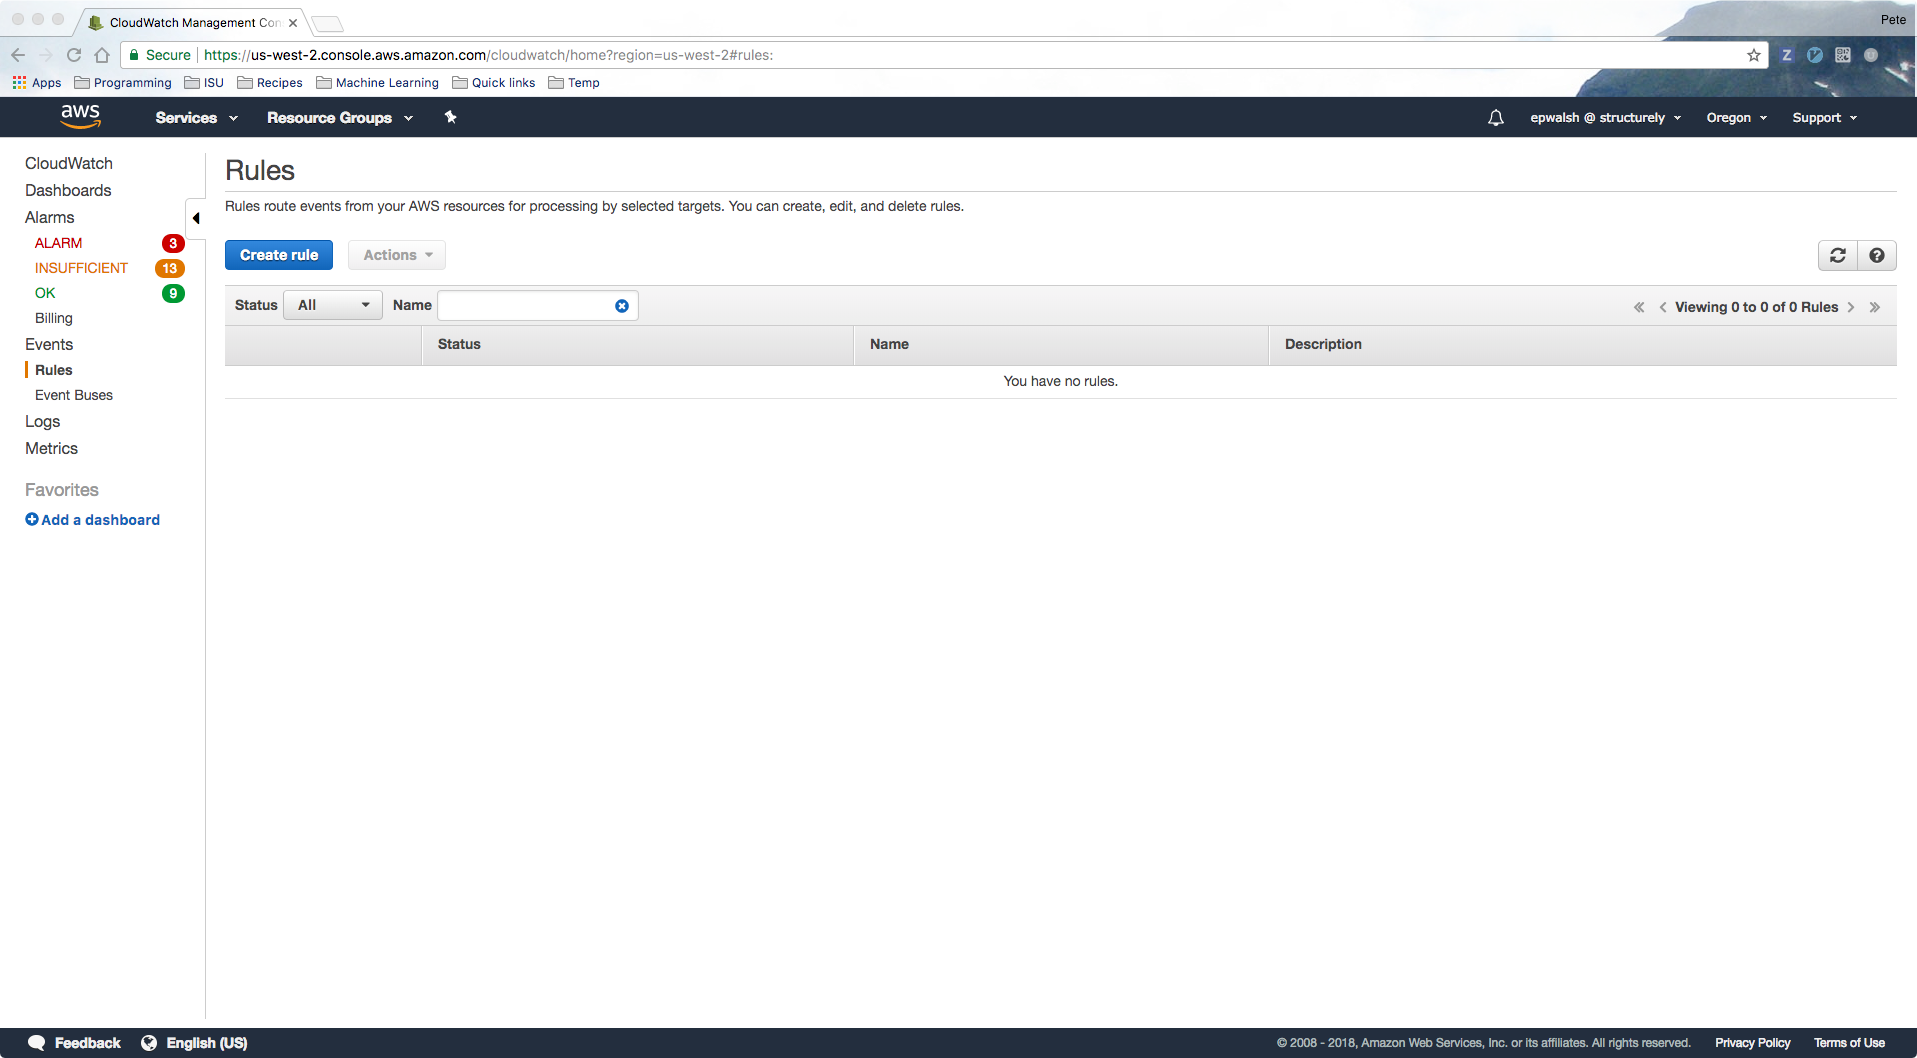 CloudWatch Management Con
Pete
Secure https://us-west-2.console.aws.amazon.com/cloudwatch/home?region=us-west-2#rules:
Z
Apps Programming ISU Recipes Machine Learning Quick links Temp
aws Services Resource Groups epwalsh @ structurely Oregon Support
CloudWatch
Dashboards
Alarms
ALARM 3
INSUFFICIENT 13
OK 9
Billing
Events
Rules
Event Buses
Logs
Metrics
Favorites
Add a dashboard
Rules
Rules route events from your AWS resources for processing by selected targets. You can create, edit, and delete rules.
Create rule Actions
Status All Name Viewing 0 to 0 of 0 Rules
Status Name Description
You have no rules.
Feedback English (US) © 2008 - 2018, Amazon Web Services, Inc. or its affiliates. All rights reserved. Privacy Policy Terms of Use